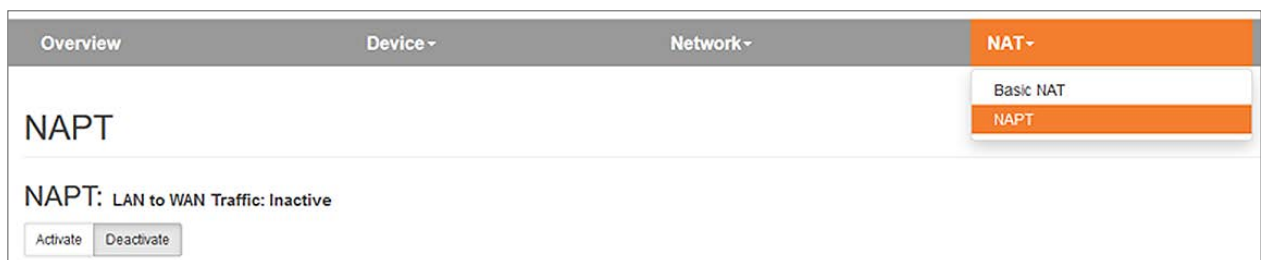 Overview Device Network NAT
Basic NAT
NAPT
NAPT
NAPT: LAN to WAN Traffic: Inactive
Activate Deactivate